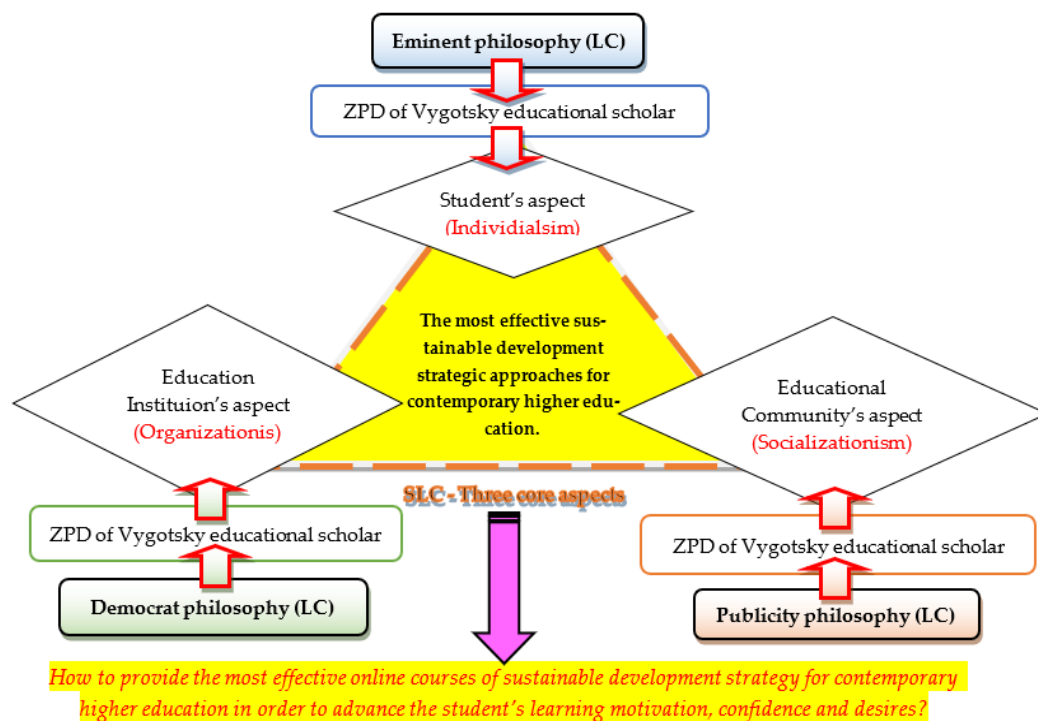 Eminent philosophy (LC)
ZPD of Vygotsky educational scholar
Student's aspect
(Individialsim)
The most effective sus-
tainable development
strategic approaches for
contemporary higher edu-
cation.
Education
Instituion's aspect
(Organizationis)
Educational
Community's aspect
(Socializationism)
SLC - Three core aspects
ZPD of Vygotsky educational scholar
Democrat philosophy (LC)
ZPD of Vygotsky educational scholar
Publicity philosophy (LC)
How to provide the most effective online courses of sustainable development strategy for contemporary
higher education in order to advance the student's learning motivation, confidence and desires?